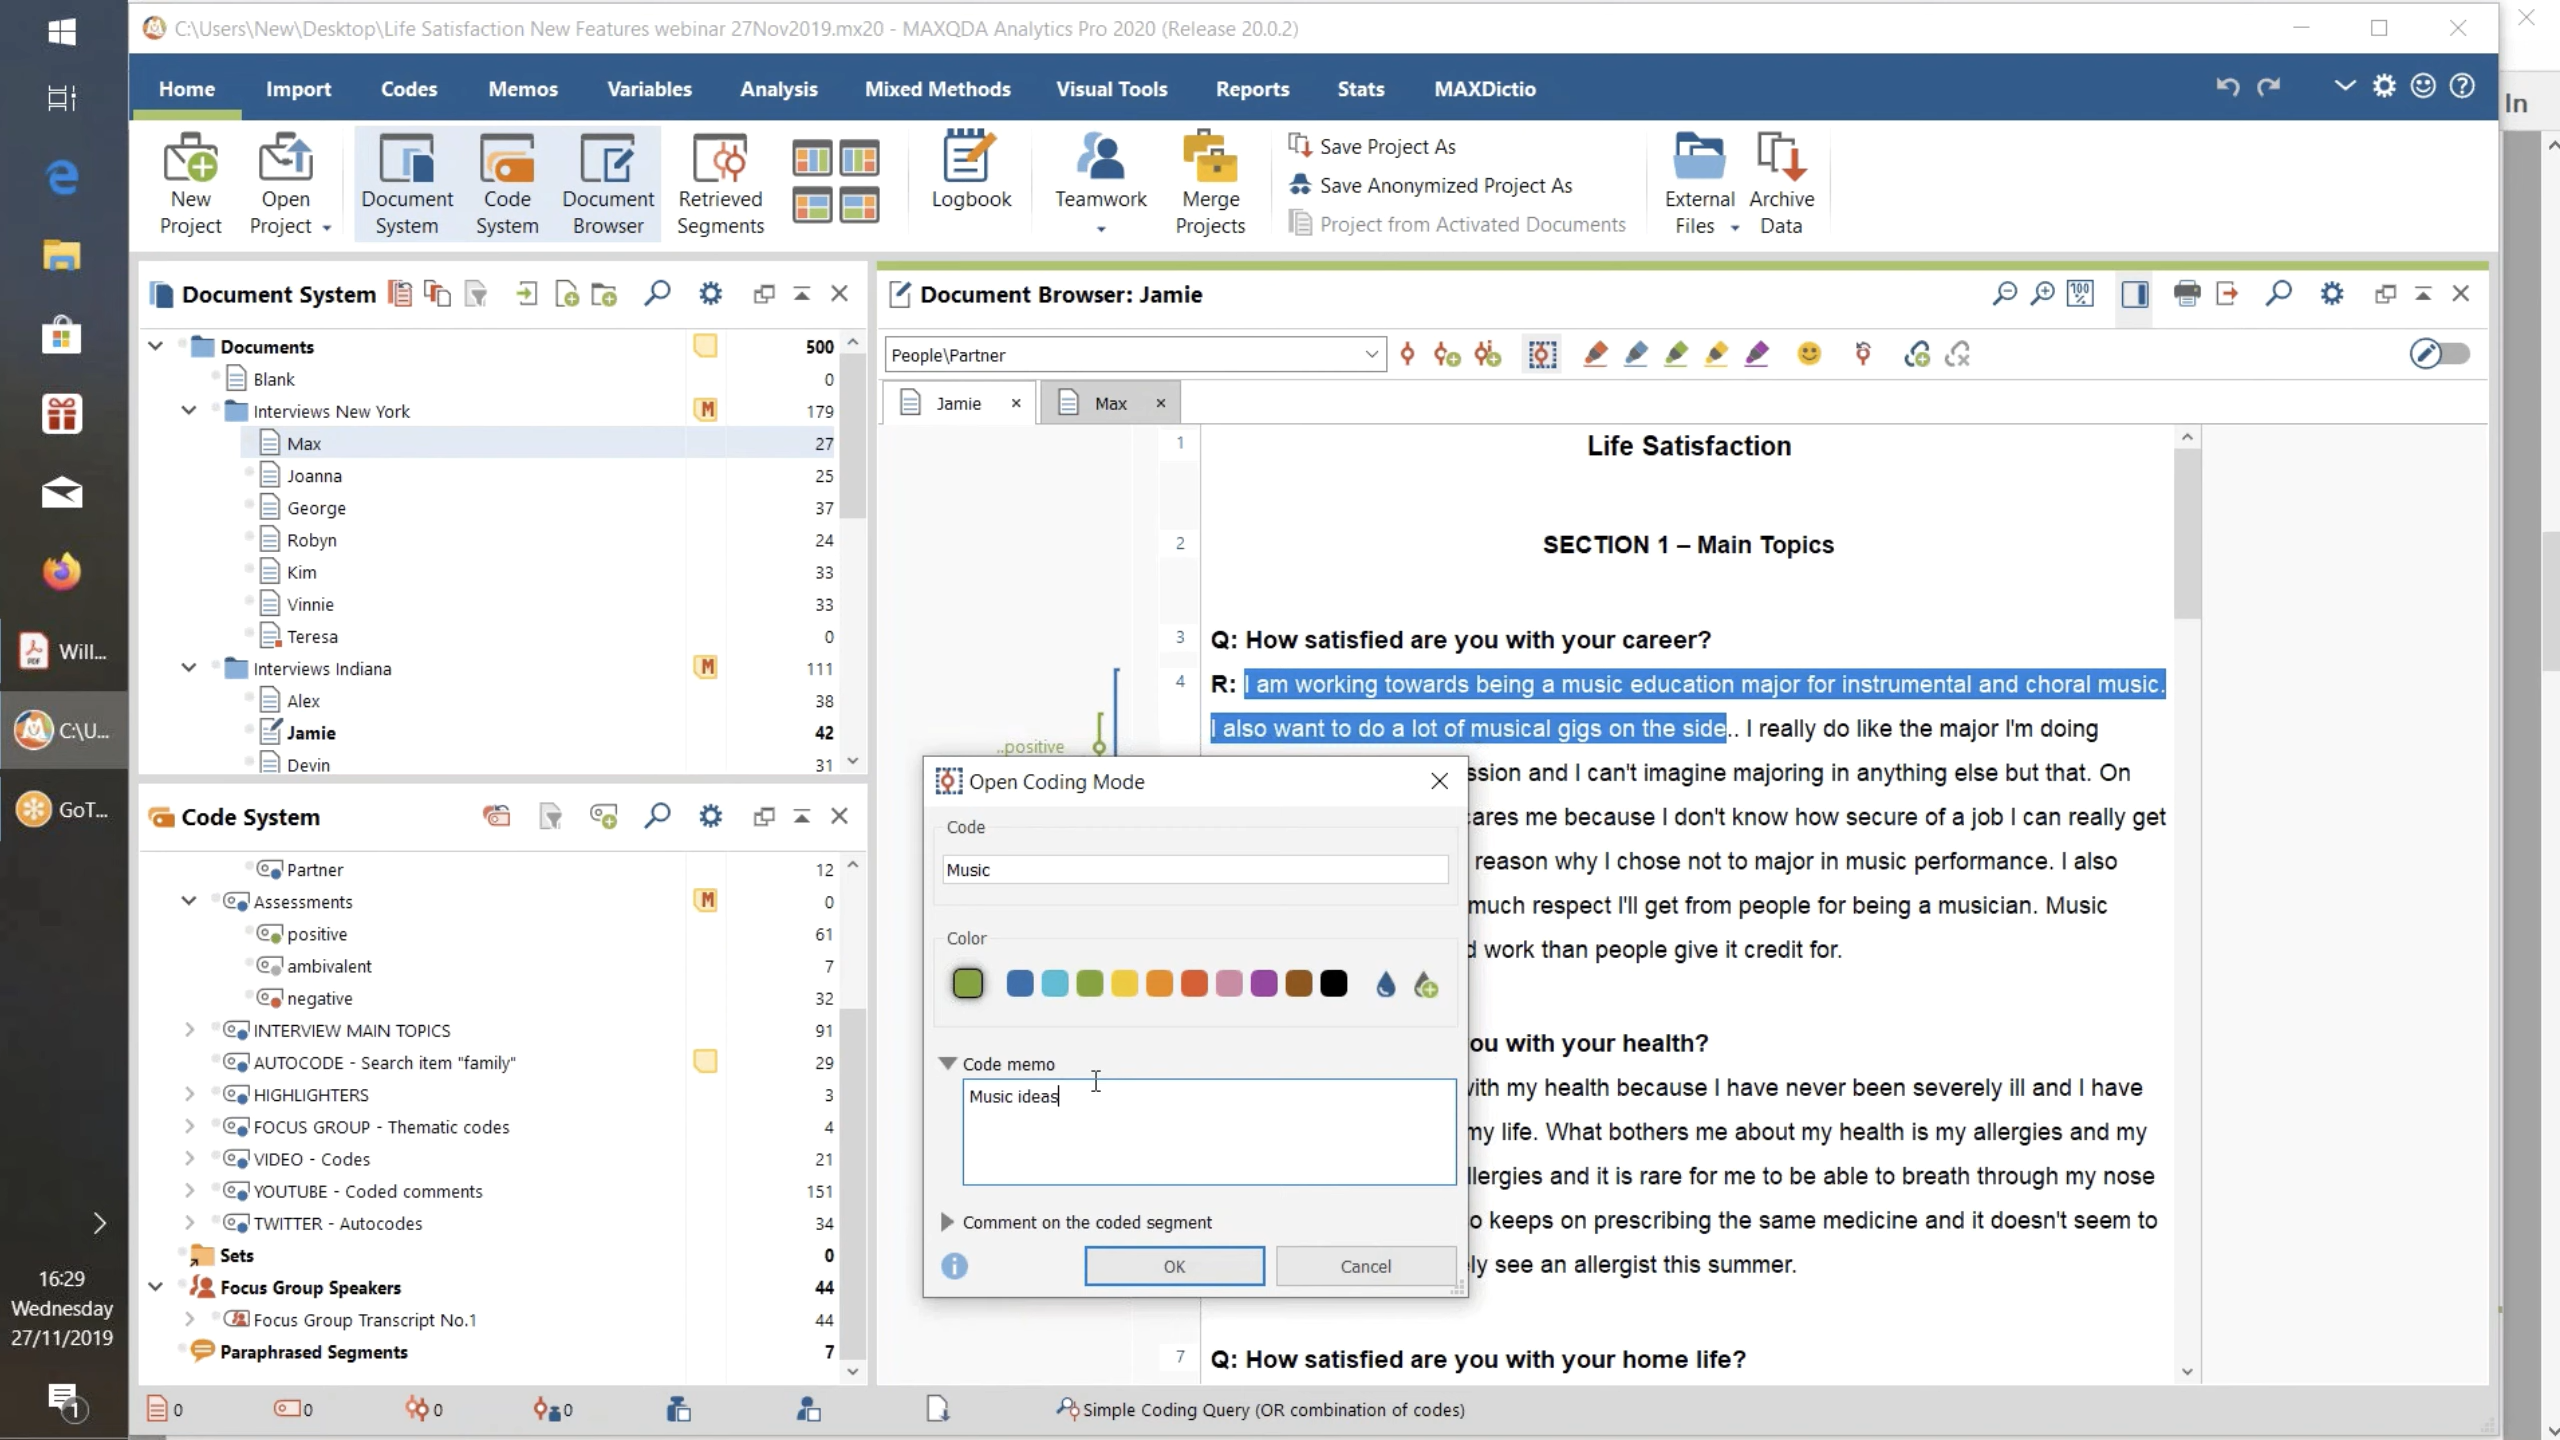 C:\Users\New\Desktop\Life Satisfaction New Features webinar 27Nov2019.mx20 - MAXQDA Analytics Pro 2020 (Release 20.0.2)
Home Import Codes Memos Variables Analysis Mixed Methods Visual Tools Reports Stats MAXDictio
In
New Project
Open Project
Document System
Code System
Document Browser
Retrieved Segments
Logbook
Teamwork
Merge Projects
Save Project As
Save Anonymized Project As
Project from Activated Documents
External Files
Archive Data
Document System
Documents 500
Blank 0
Interviews New York M 179
Max 27
Joanna 25
George 37
Robyn 24
Kim 33
Vinnie 33
Teresa 0
Interviews Indiana M 111
Alex 38
Jamie 42
Devin 31
Code System
Partner 12
Assessments M 0
positive 61
ambivalent 7
negative 32
INTERVIEW MAIN TOPICS 91
AUTOCODE - Search item "family" 29
HIGHLIGHTERS 3
FOCUS GROUP - Thematic codes 4
VIDEO - Codes 21
YOUTUBE - Coded comments 151
TWITTER - Autocodes 34
Sets 0
Focus Group Speakers 44
Focus Group Transcript No.1 44
Paraphrased Segments 7
Document Browser: Jamie
100 %
People\Partner
Jamie
Max
1 Life Satisfaction
2 SECTION 1 – Main Topics
3 Q: How satisfied are you with your career?
4 R: I am working towards being a music education major for instrumental and choral music.
I also want to do a lot of musical gigs on the side.. I really do like the major I'm doing
..positive
ssion and I can't imagine majoring in anything else but that. On
ares me because I don't know how secure of a job I can really get
reason why I chose not to major in music performance. I also
much respect I'll get from people for being a musician. Music
d work than people give it credit for.
ou with your health?
ith my health because I have never been severely ill and I have
my life. What bothers me about my health is my allergies and my
llergies and it is rare for me to be able to breath through my nose
o keeps on prescribing the same medicine and it doesn't seem to
ly see an allergist this summer.
7 Q: How satisfied are you with your home life?
Open Coding Mode
Code
Music
Color
Code memo
Music ideas
Comment on the coded segment
OK
Cancel
0 0 0 0
Simple Coding Query (OR combination of codes)
Will...
C:\U...
GoT...
16:29
Wednesday
27/11/2019
1